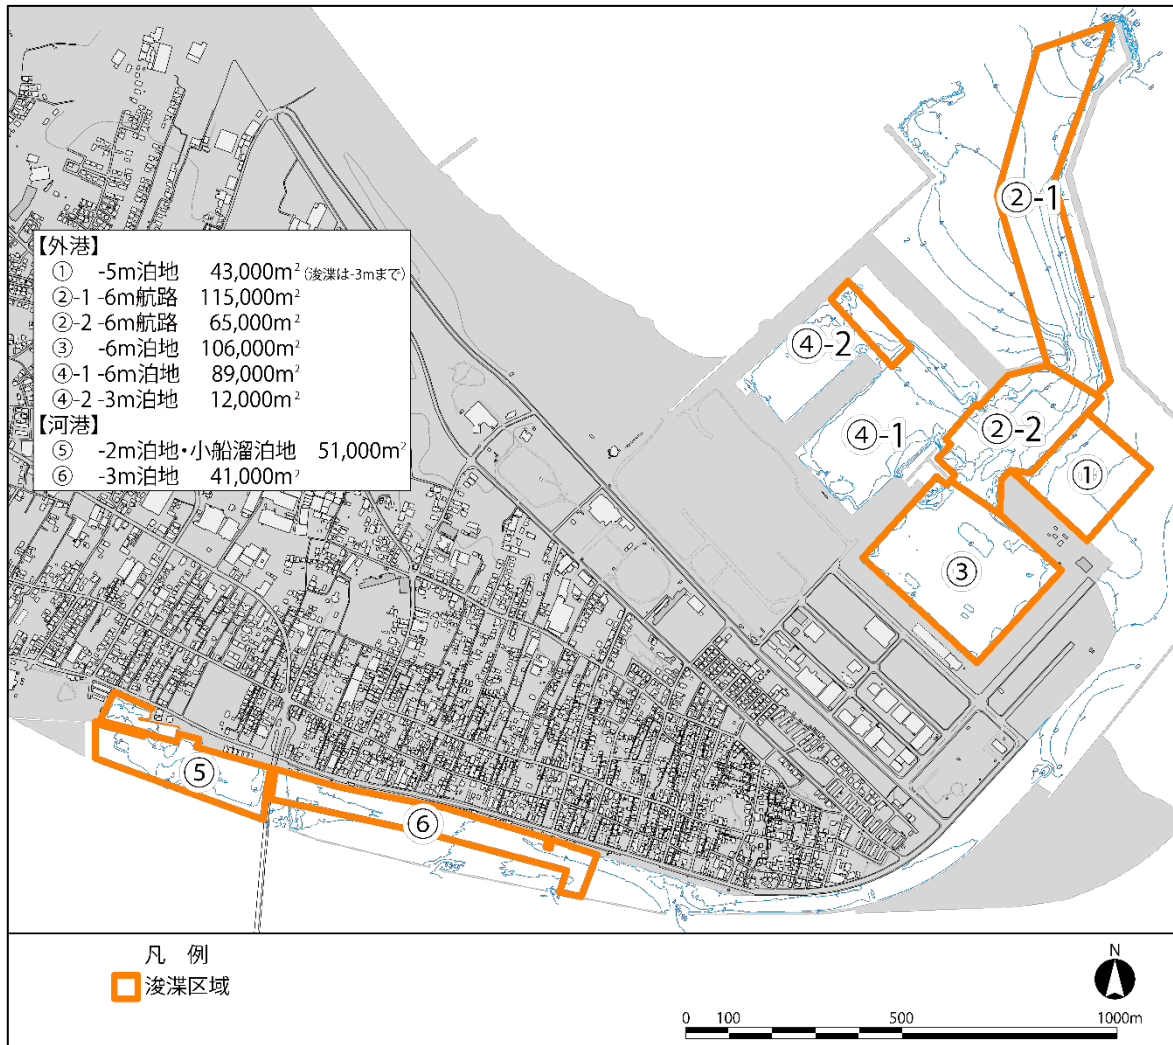 【外港】
① -5m泊地 43,000m²(浚渫は-3mまで)
②-1 -6m航路 115,000m²
②-2 -6m航路 65,000m²
③ -6m泊地 106,000m²
④-1 -6m泊地 89,000m²
④-2 -3m泊地 12,000m²
【河港】
⑤ -2m泊地・小船溜泊地 51,000m²
⑥ -3m泊地 41,000m²
②-1
④-2
④-1
②-2
①
③
⑤
⑥
凡 例
浚渫区域
N
0 100 500 1000m